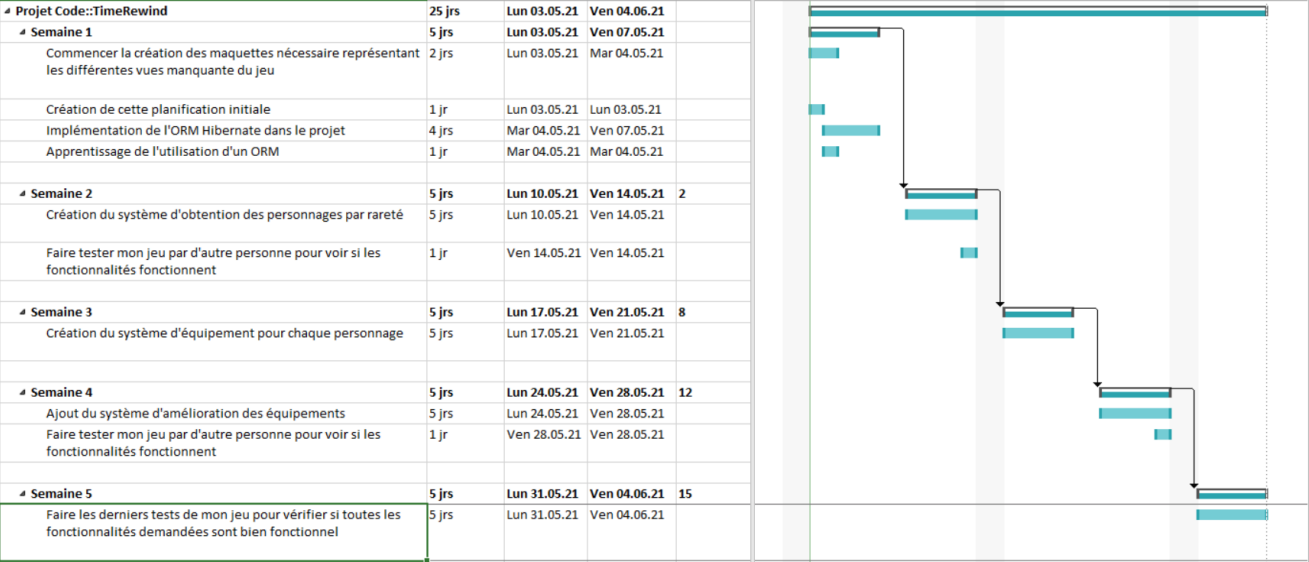 Projet Code::TimeRewind 25 jrs Lun 03.05.21 Ven 04.06.21
Semaine 1 5 jrs Lun 03.05.21 Ven 07.05.21
Commencer la création des maquettes nécessaire représentant 2 jrs Lun 03.05.21 Mar 04.05.21
les différentes vues manquante du jeu
Création de cette planification initiale 1 jr Lun 03.05.21 Lun 03.05.21
Implémentation de l'ORM Hibernate dans le projet 4 jrs Mar 04.05.21 Ven 07.05.21
Apprentissage de l'utilisation d'un ORM 1 jr Mar 04.05.21 Mar 04.05.21
Semaine 2 5 jrs Lun 10.05.21 Ven 14.05.21 2
Création du système d'obtention des personnages par rareté 5 jrs Lun 10.05.21 Ven 14.05.21
Faire tester mon jeu par d'autre personne pour voir si les 1 jr Ven 14.05.21 Ven 14.05.21
fonctionnalités fonctionnent
Semaine 3 5 jrs Lun 17.05.21 Ven 21.05.21 8
Création du système d'équipement pour chaque personnage 5 jrs Lun 17.05.21 Ven 21.05.21
Semaine 4 5 jrs Lun 24.05.21 Ven 28.05.21 12
Ajout du système d'amélioration des équipements 5 jrs Lun 24.05.21 Ven 28.05.21
Faire tester mon jeu par d'autre personne pour voir si les 1 jr Ven 28.05.21 Ven 28.05.21
fonctionnalités fonctionnent
Semaine 5 5 jrs Lun 31.05.21 Ven 04.06.21 15
Faire les derniers tests de mon jeu pour vérifier si toutes les 5 jrs Lun 31.05.21 Ven 04.06.21
fonctionnalités demandées sont bien fonctionnel